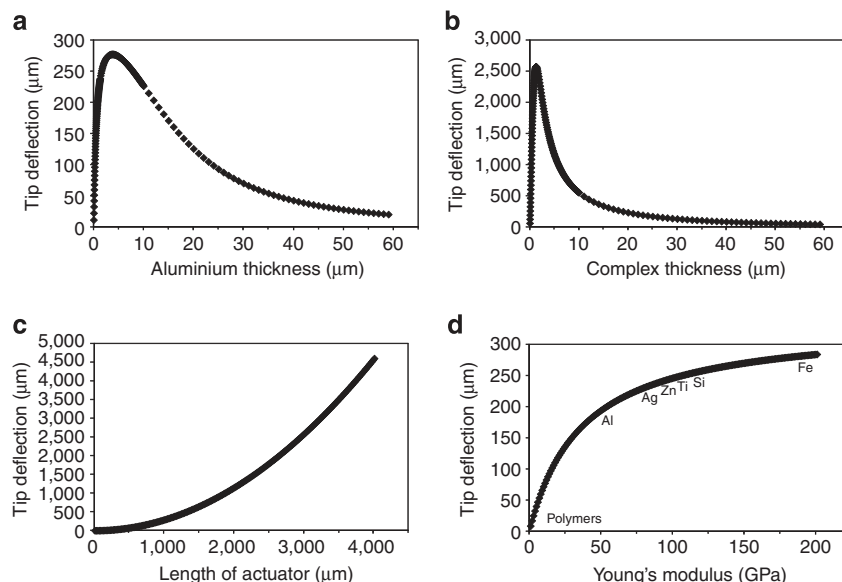 a
300
250
200
150
100
50
0
Tip deflection (μm)
0 10 20 30 40 50 60
Aluminium thickness (μm)
b
3,000
2,500
2,000
1,500
1,000
500
0
Tip deflection (μm)
0 10 20 30 40 50 60
Complex thickness (μm)
c
5,000
4,500
4,000
3,500
3,000
2,500
2,000
1,500
1,000
500
0
Tip deflection (μm)
0 1,000 2,000 3,000 4,000
Length of actuator (μm)
d
300
250
200
150
100
50
0
Tip deflection (μm)
Fe
Si
Ti
Zn
Ag
Al
Polymers
0 50 100 150 200
Young's modulus (GPa)